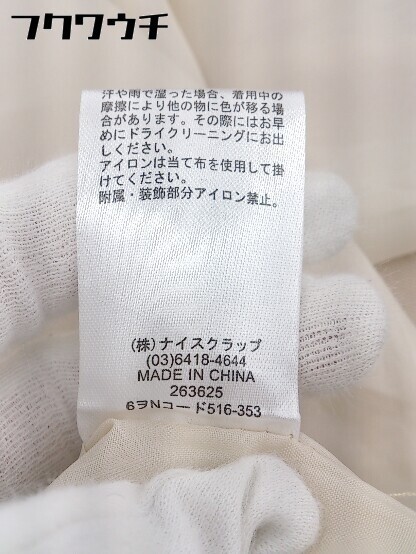 フクワウチ
汗や雨で湿った場合、着用中の
摩擦により他の物に色が移る場
合があります。その際にはお早
めにドライクリーニングにお出
しください。
アイロンは当て布を使用して掛
けてください。
附属・装飾部分アイロン禁止。
(株)ナイスクラップ
(03)6418-4644
MADE IN CHINA
263625
6ヲNコード516-353